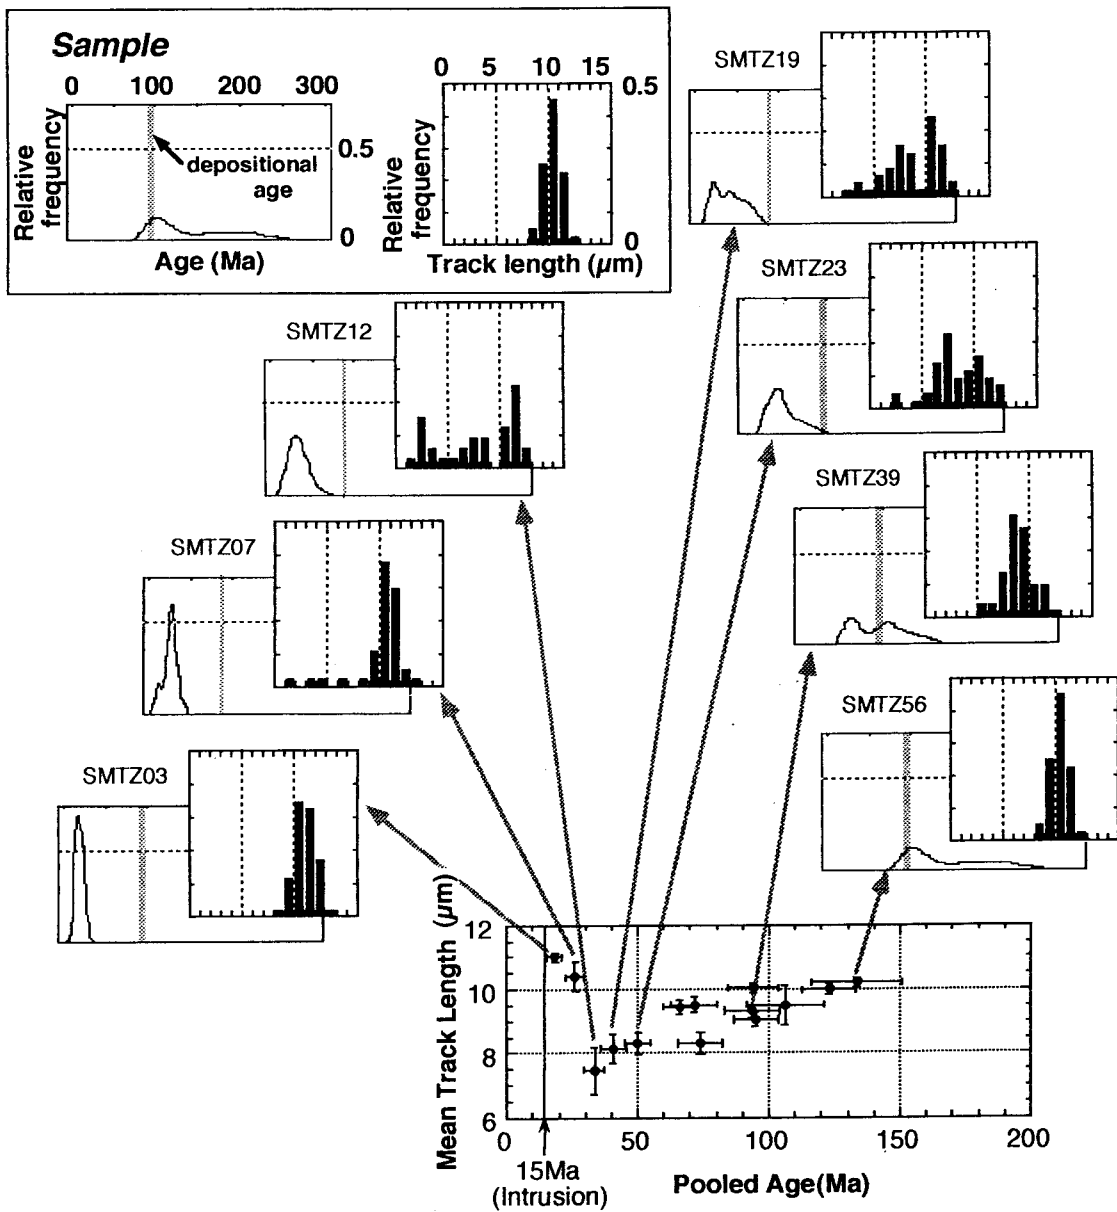 Sample
0 100 200 300
Relative frequency
0.5
depositional
age
0
Age (Ma)
0 5 10 15
0.5
Relative frequency
0
Track length (µm)
SMTZ19
SMTZ23
SMTZ12
SMTZ39
SMTZ07
SMTZ56
SMTZ03
Mean Track Length (µm)
12
10
8
6
0 50 100 150 200
15Ma
(Intrusion)
Pooled Age(Ma)